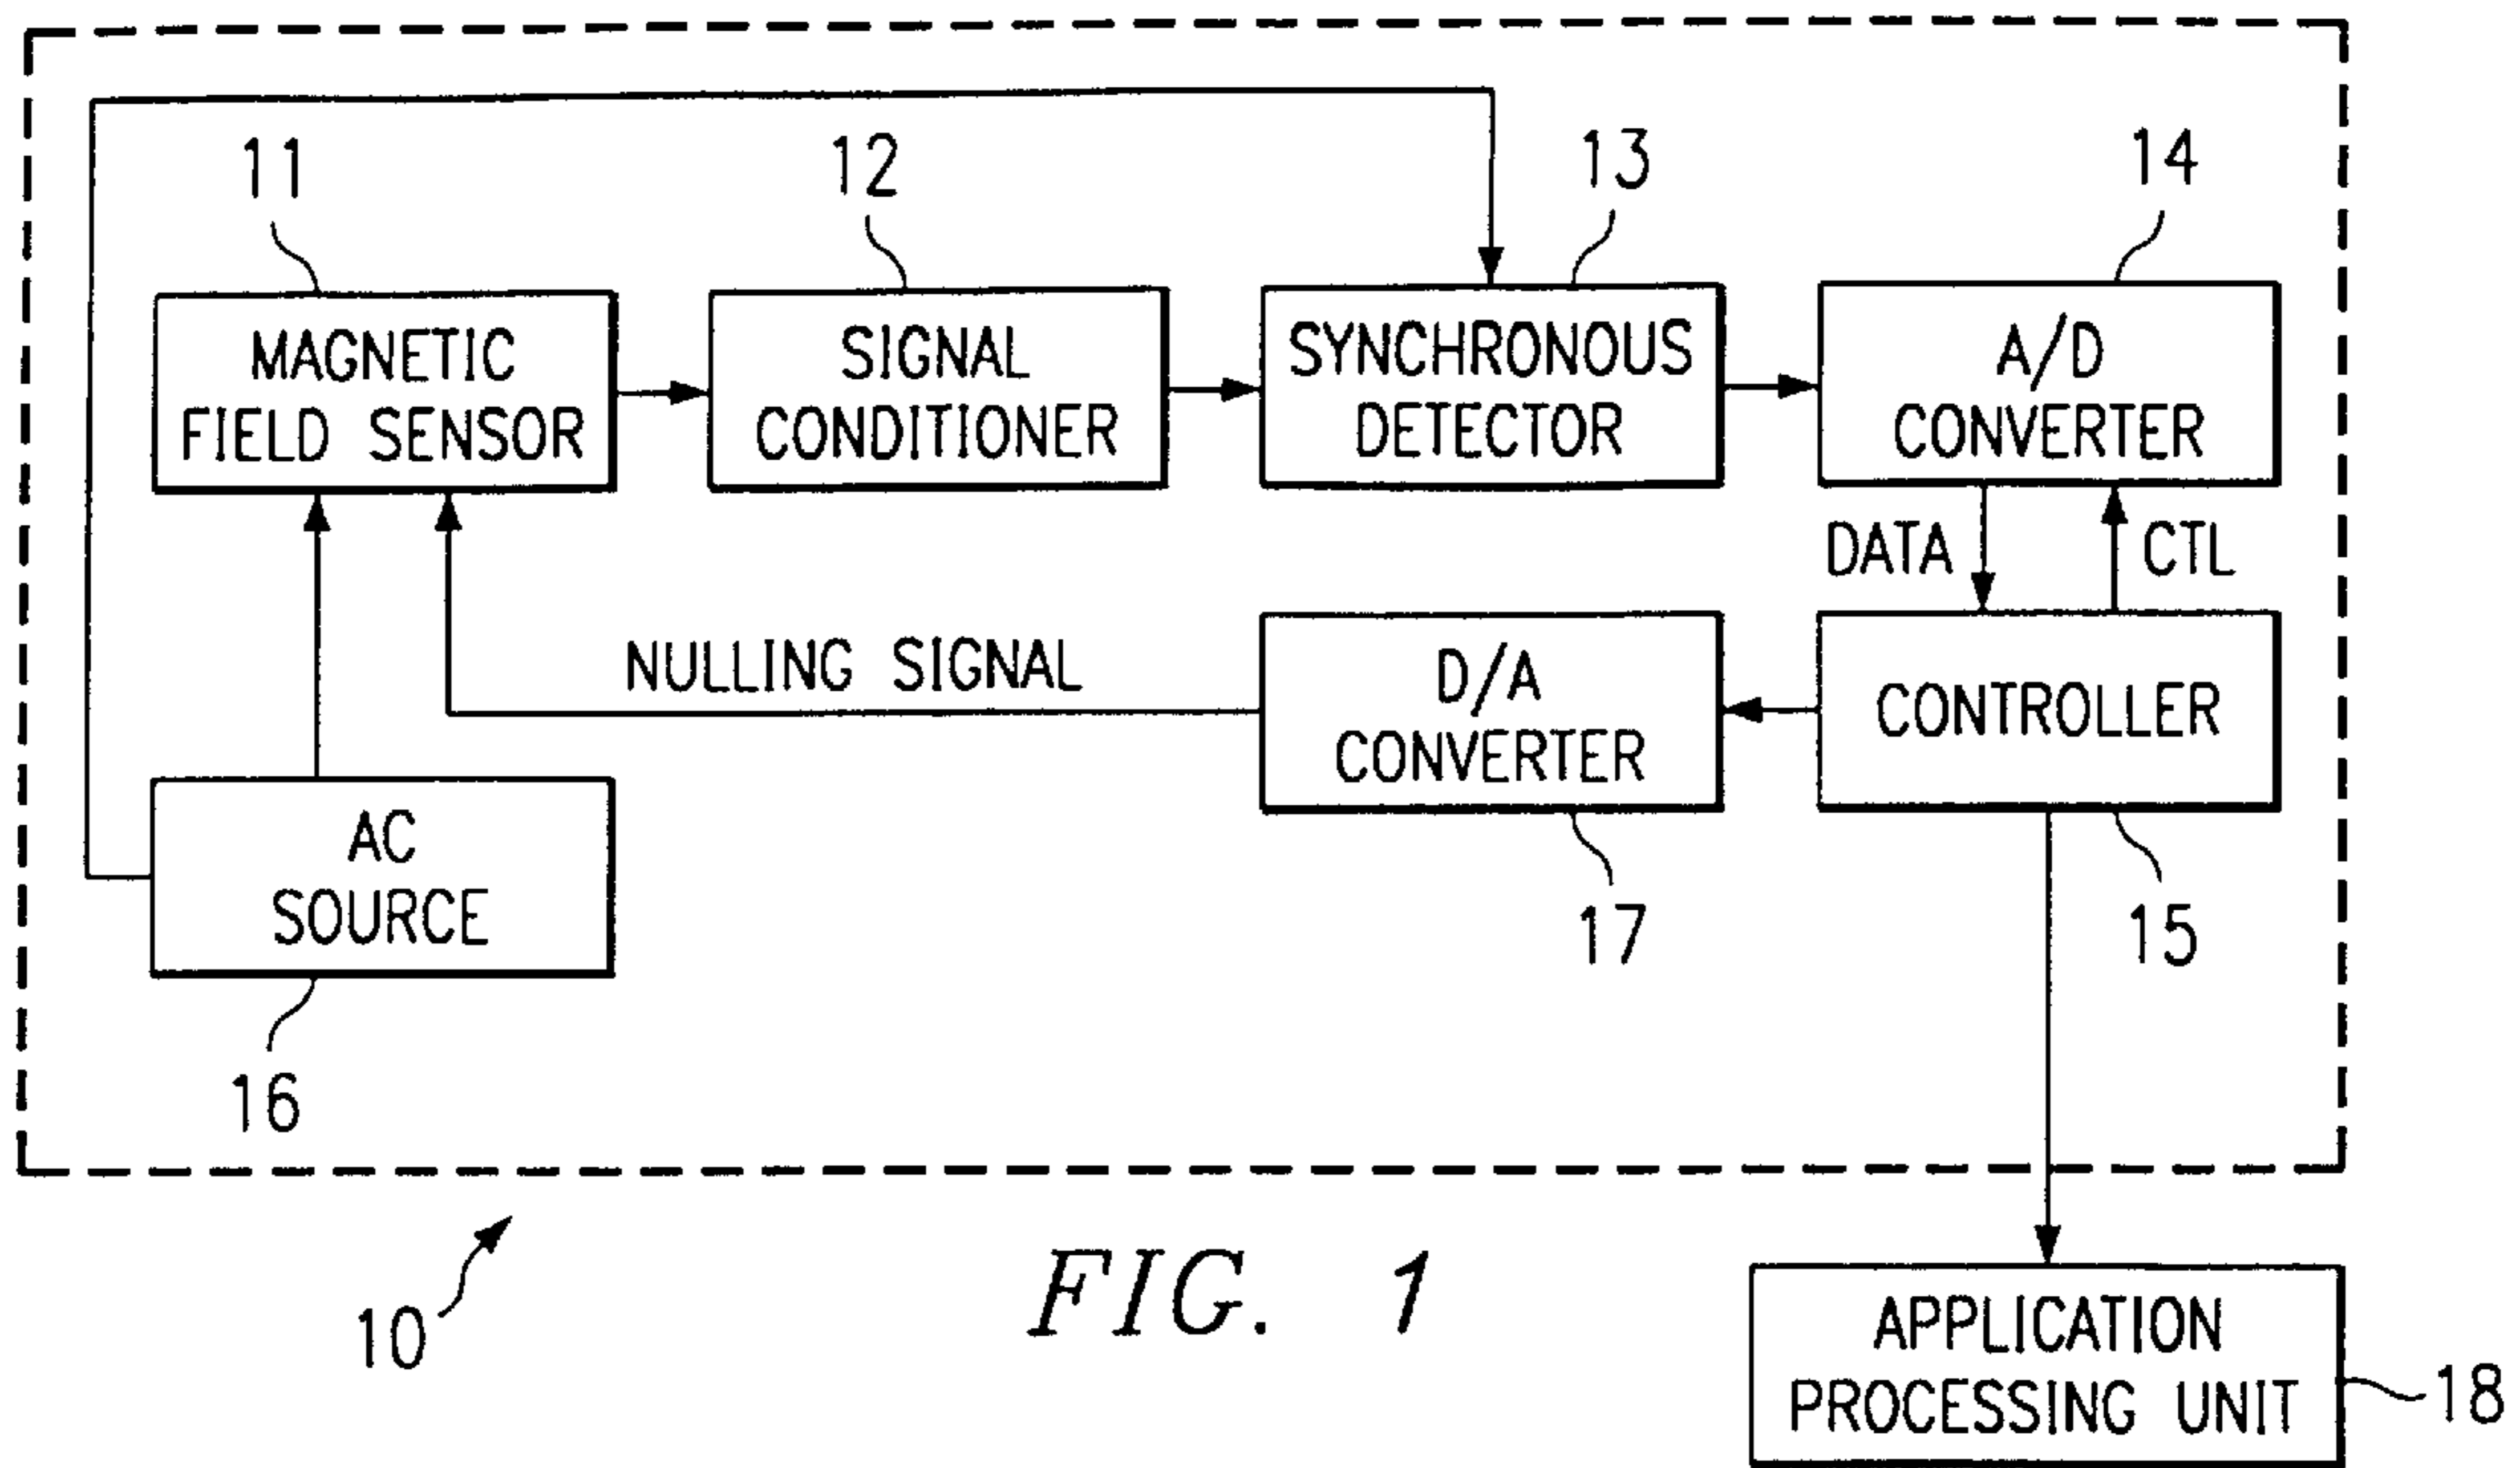 11
12
13
14
MAGNETIC
FIELD SENSOR
SIGNAL
CONDITIONER
SYNCHRONOUS
DETECTOR
A/D
CONVERTER
DATA
CTL
NULLING SIGNAL
D/A
CONVERTER
CONTROLLER
AC
SOURCE
17
15
16
10
FIG. 1
APPLICATION
PROCESSING UNIT
18